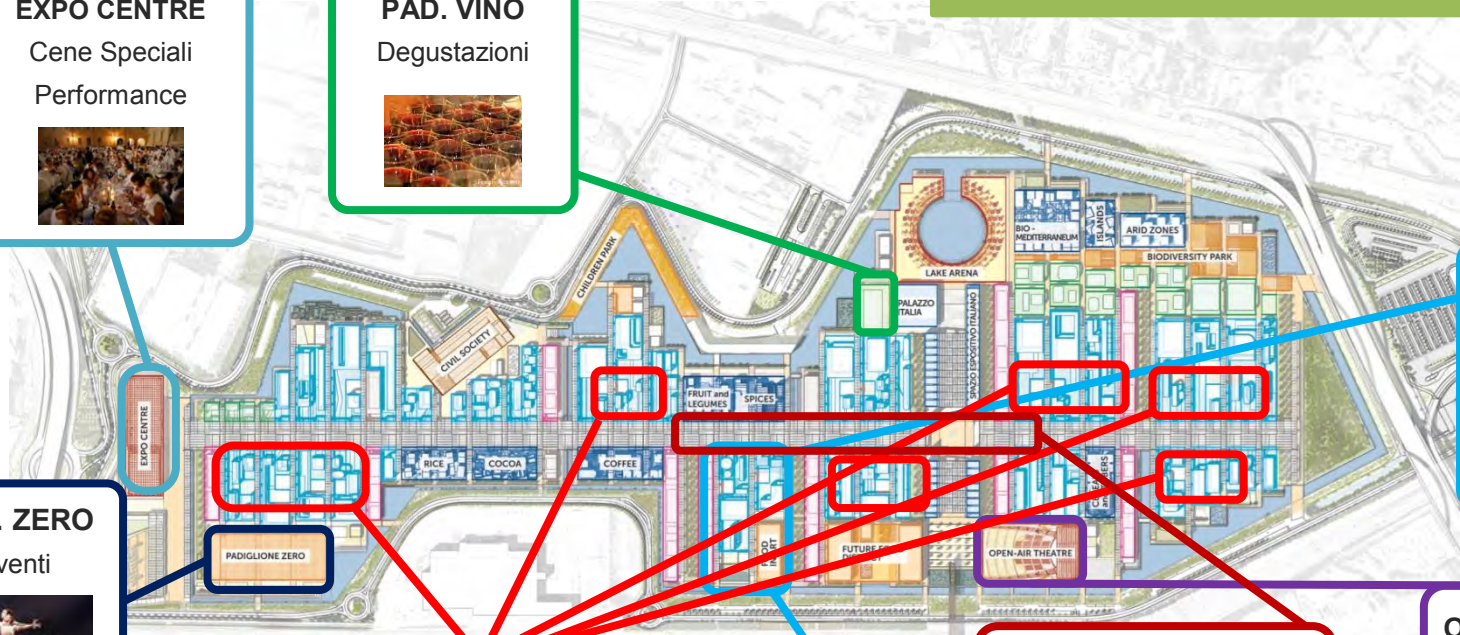 EXPO CENTRE
Cene Speciali
Performance
PAD. VINO
Degustazioni
CHILDREN PARK
CIVIL SOCIETY
EXPO CENTRE
FRUIT and
LEGUMES
SPICES
LAKE ARENA
PALAZZO
ITALIA
SPAZIO ESPOSITIVO ITALIANO
BIO -
MEDITERRANEUM
ISLANDS
ARID ZONES
BIODIVERSITY PARK
RICE
COCOA
COFFEE
. ZERO
venti
PADIGLIONE ZERO
OPEN-AIR THEATRE